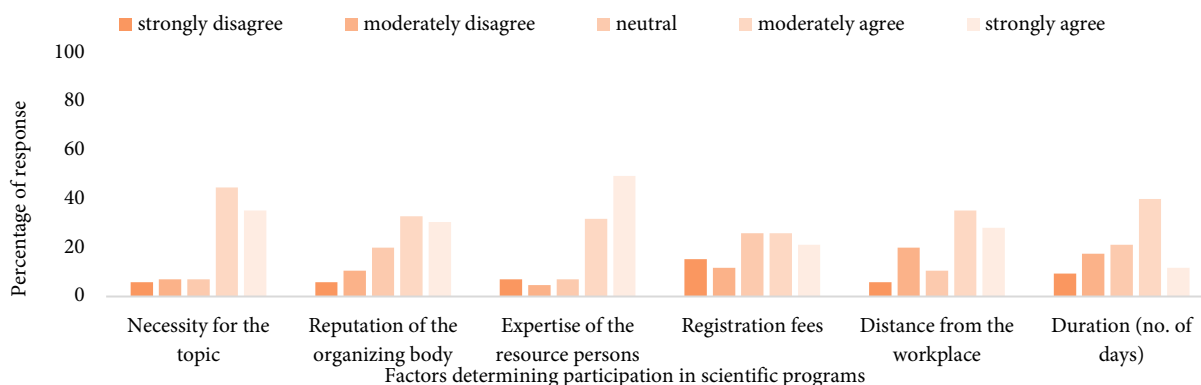 strongly disagree moderately disagree neutral moderately agree strongly agree
Percentage of response
100
80
60
40
20
0
Necessity for the topic
Reputation of the organizing body
Expertise of the resource persons
Registration fees
Distance from the workplace
Duration (no. of days)
Factors determining participation in scientific programs